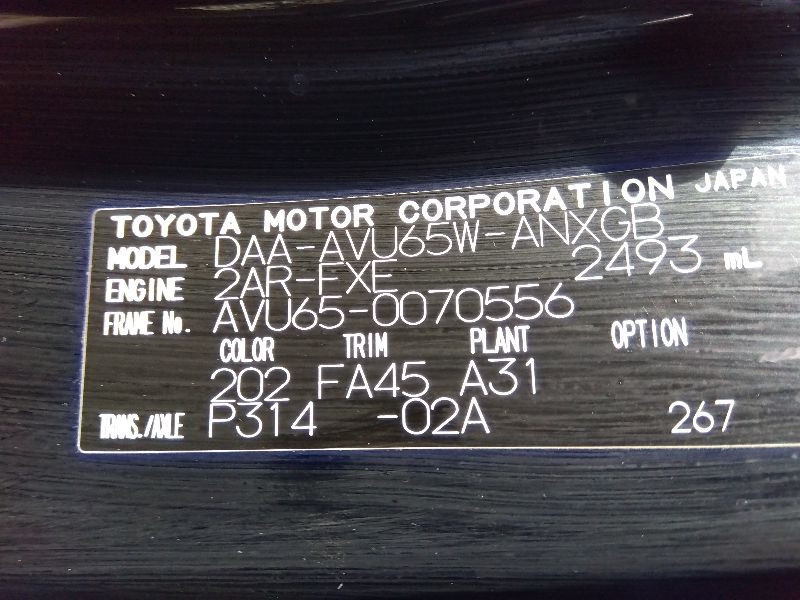 TOYOTA MOTOR CORPORATION JAPAN
MODEL DAA-AVU65W-ANXGB
ENGINE 2AR-FXE 2493 mL
FRAME No. AVU65-0070556
COLOR TRIM PLANT OPTION
202 FA45 A31
TRANS./AXLE P314 -02A 267